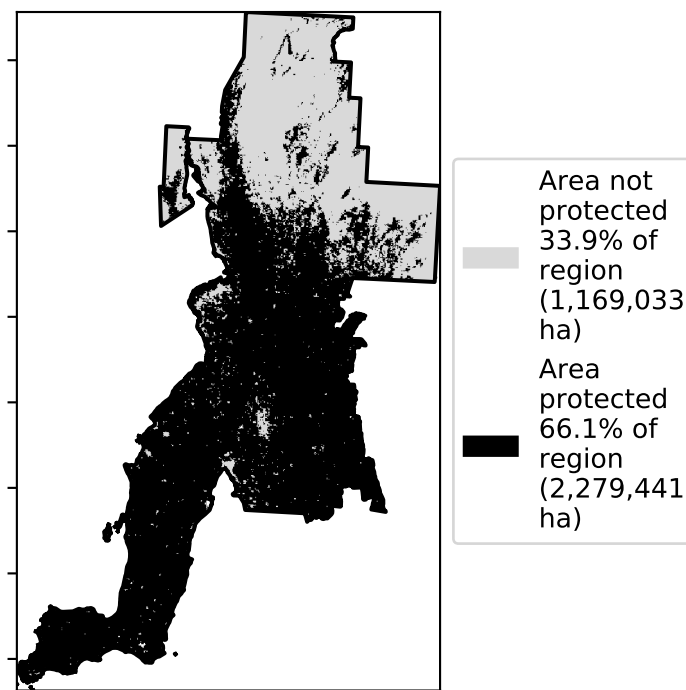 Area not
protected
33.9% of
region
(1,169,033
ha)
Area
protected
66.1% of
region
(2,279,441
ha)